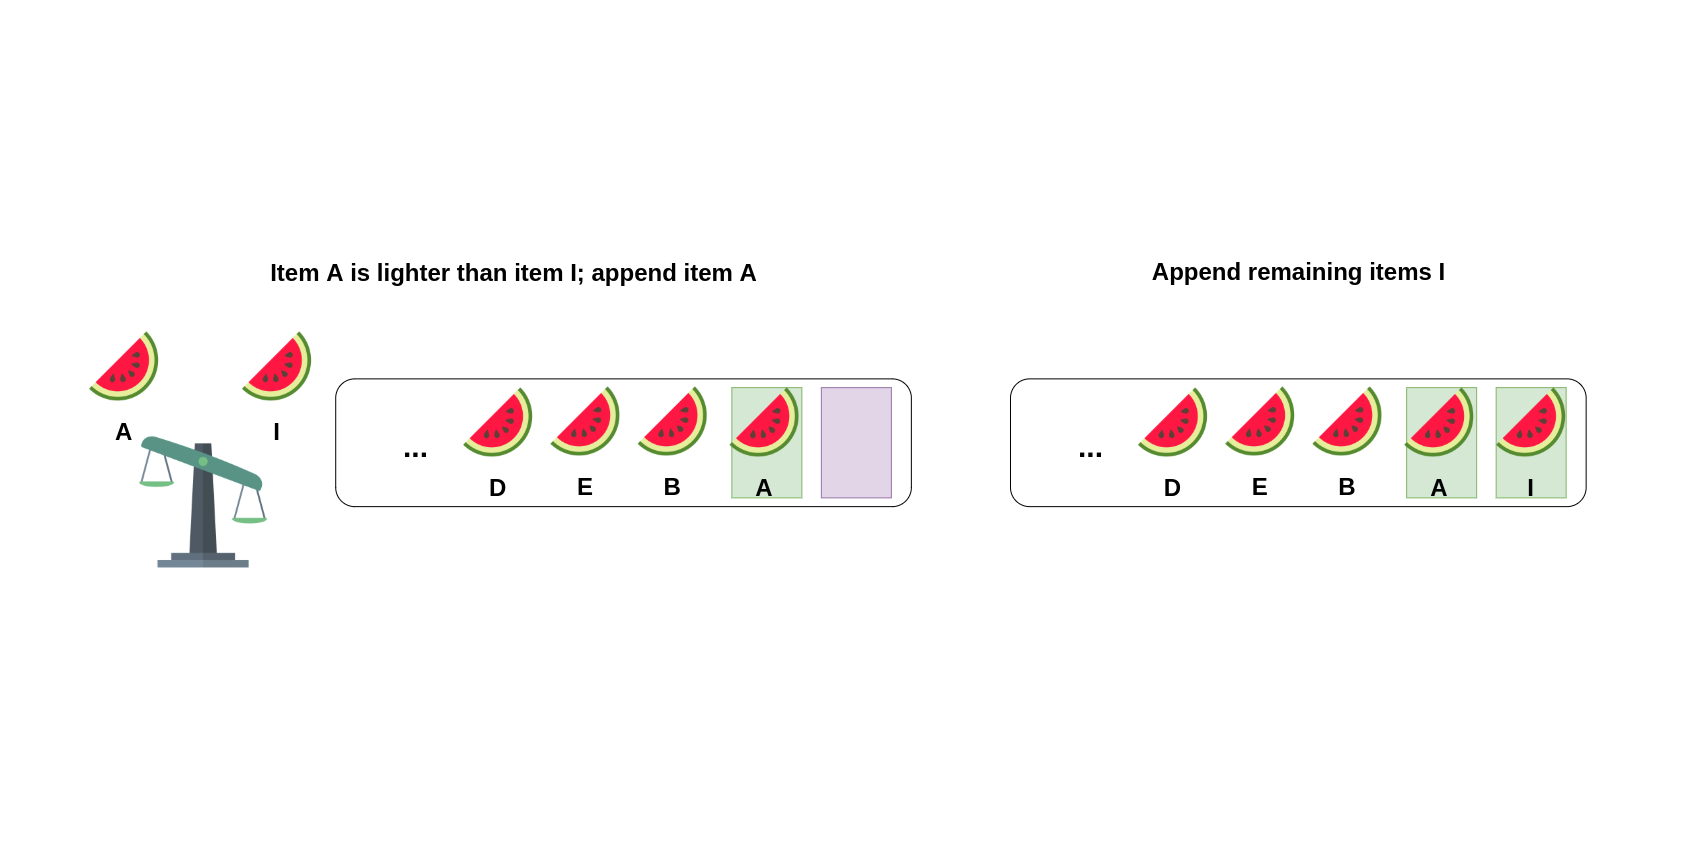 Item A is lighter than item I; append item A
A I
... D E B A
Append remaining items I
... D E B A I